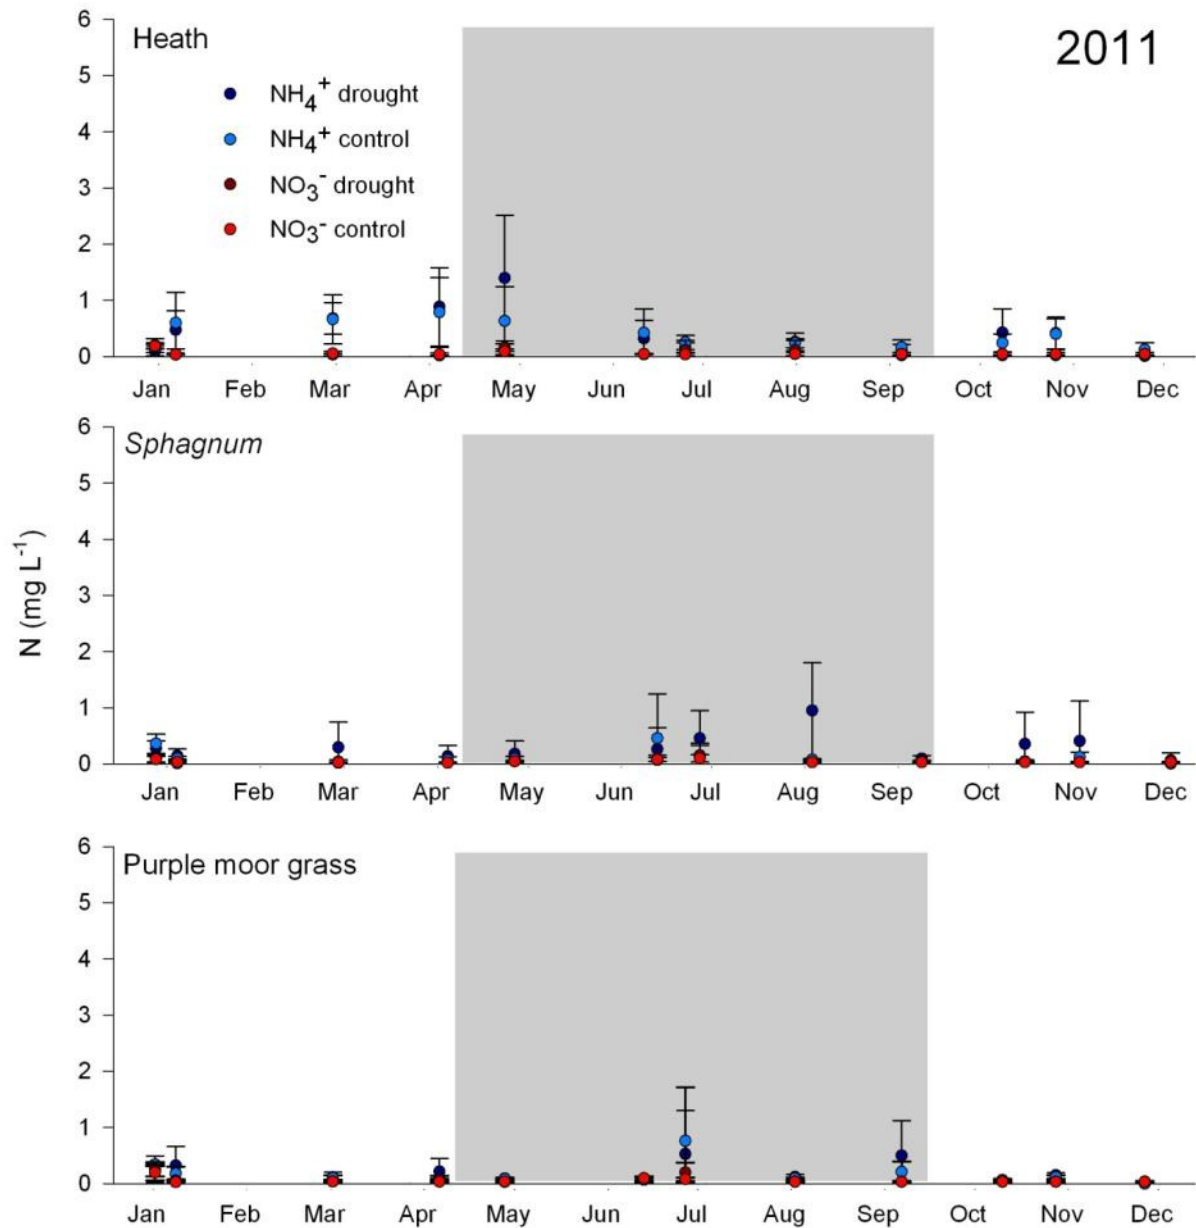 6
Heath
2011
5
NH₄⁺ drought
4
NH₄⁺ control
3
NO₃⁻ drought
NO₃⁻ control
2
1
0
Jan Feb Mar Apr May Jun Jul Aug Sep Oct Nov Dec
6
Sphagnum
5
4
3
2
1
0
Jan Feb Mar Apr May Jun Jul Aug Sep Oct Nov Dec
N (mg L⁻¹)
6
Purple moor grass
5
4
3
2
1
0
Jan Feb Mar Apr May Jun Jul Aug Sep Oct Nov Dec